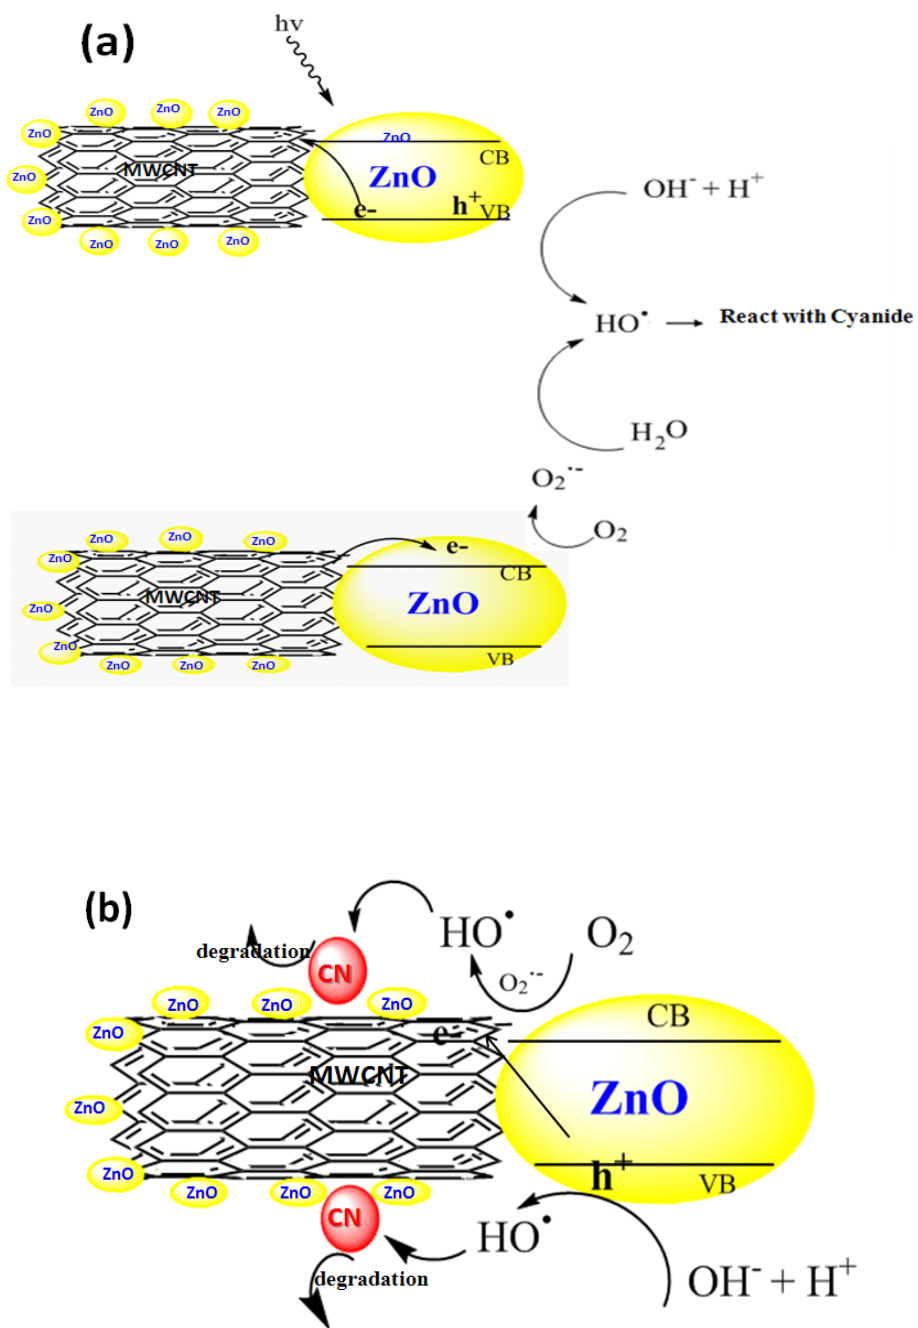 (a)
hν
ZnO ZnO ZnO
ZnO
ZnO
CB
MWCNT
ZnO
ZnO
e- h⁺ VB
ZnO
ZnO ZnO ZnO
OH⁻ + H⁺
HO• → React with Cyanide
H₂O
O₂•⁻
O₂
ZnO ZnO ZnO
e-
ZnO
CB
MWCNT
ZnO
ZnO
ZnO
VB
ZnO ZnO ZnO
(b)
HO• O₂
degradation
CN
O₂•⁻
ZnO ZnO ZnO
CB
ZnO
e-
MWCNT
ZnO
ZnO
ZnO
h⁺ VB
ZnO ZnO ZnO
CN
HO•
degradation
OH⁻ + H⁺